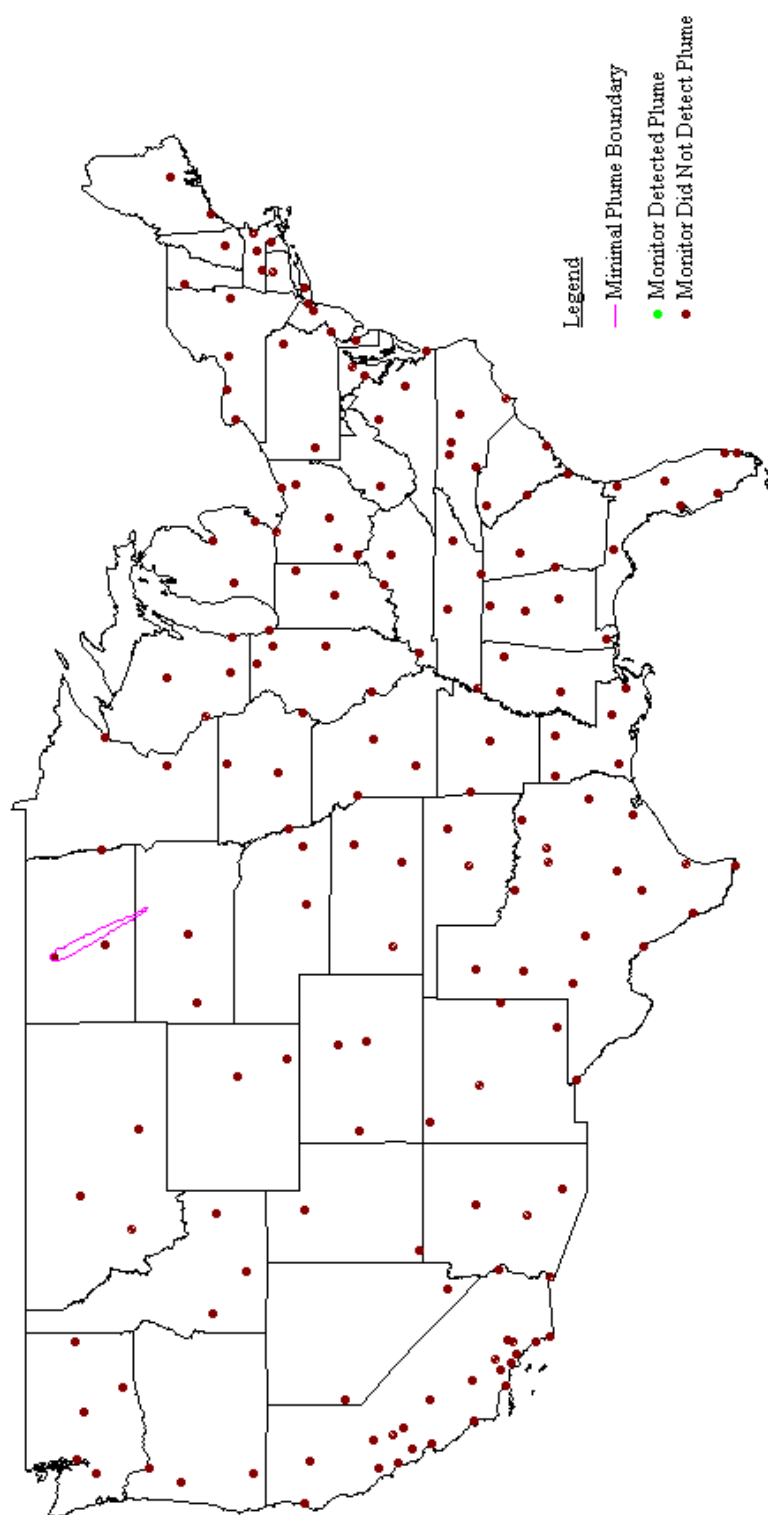 Legend
Minimal Plume Boundary
Monitor Detected Plume
Monitor Did Not Detect Plume